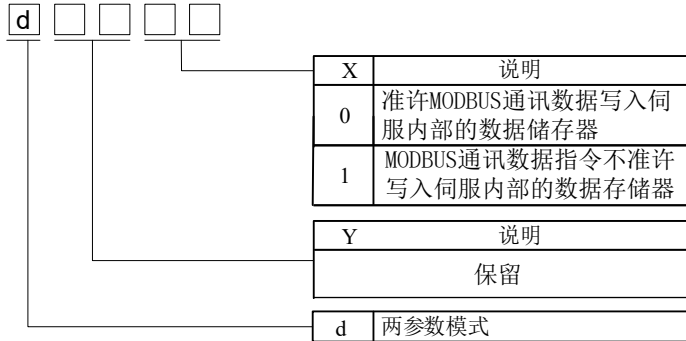 d
X 说明
0 准许MODBUS通讯数据写入伺
服内部的数据储存器
1 MODBUS通讯数据指令不准许
写入伺服内部的数据存储器
Y 说明
保留
d 两参数模式